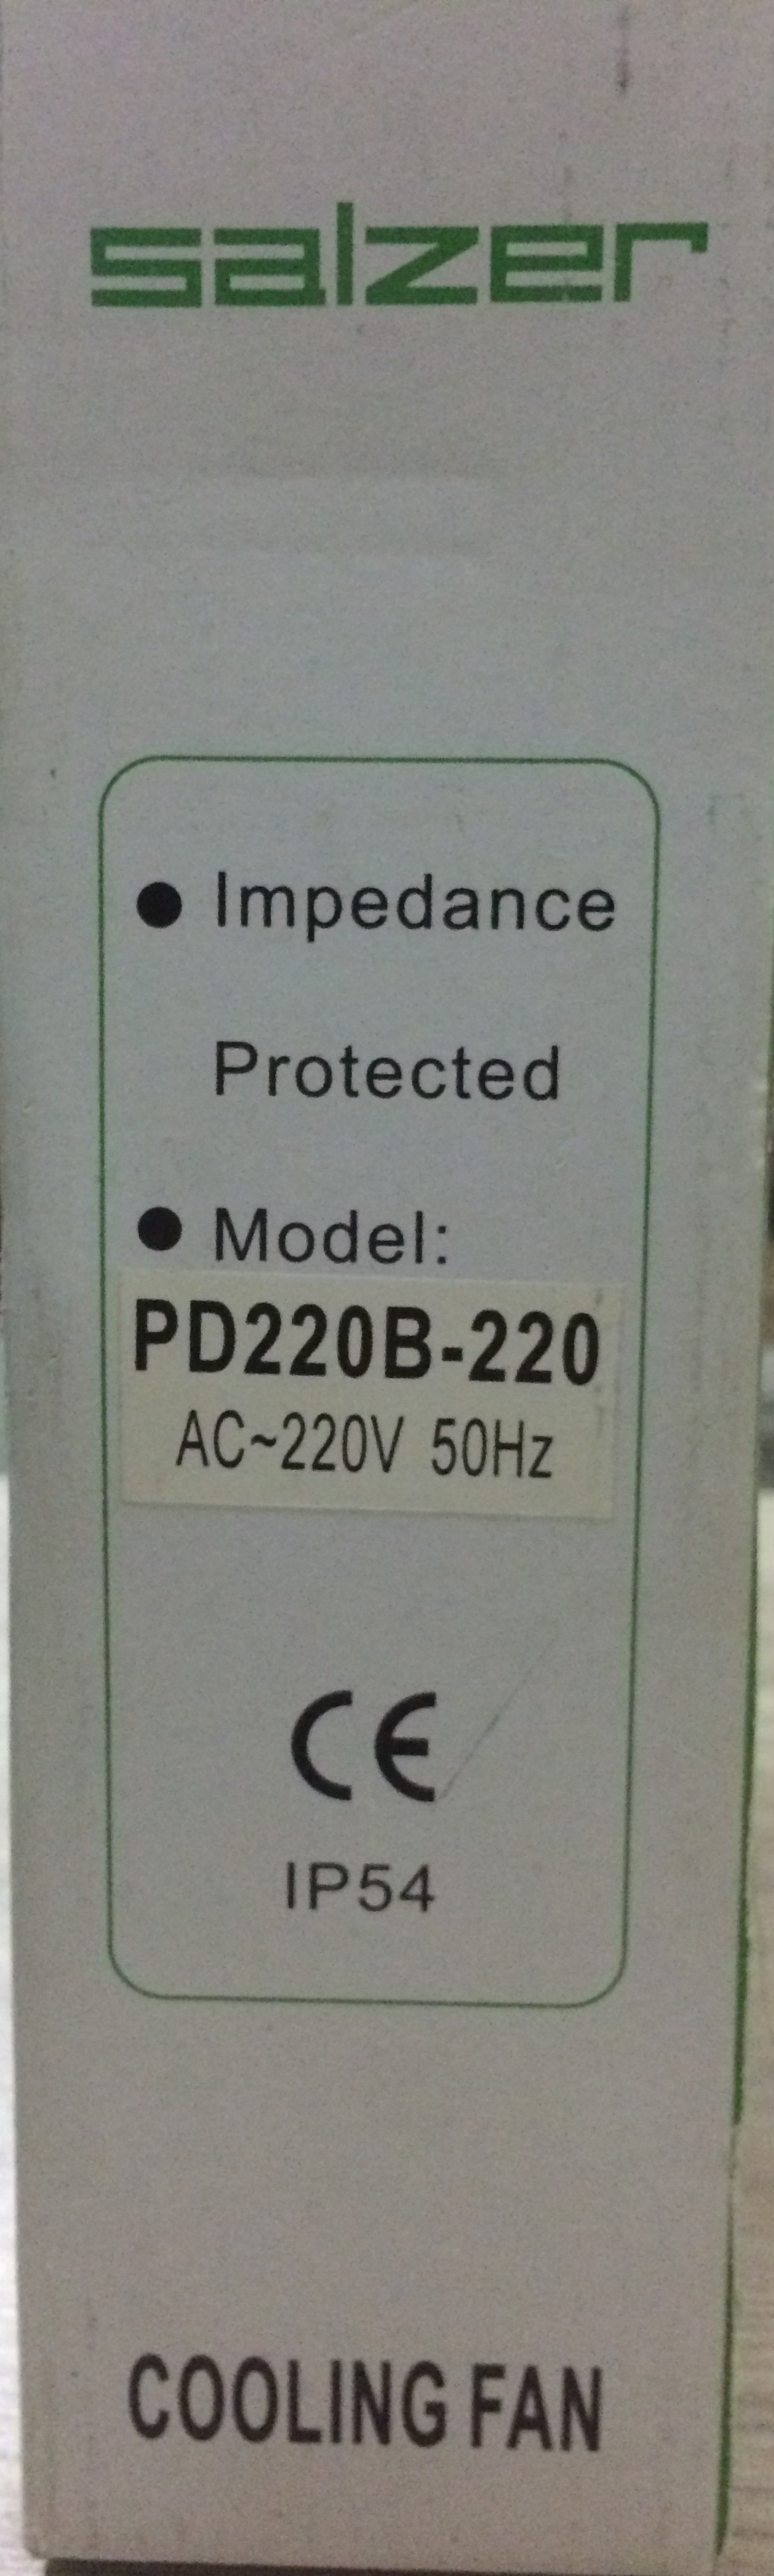 salzer
● Impedance
Protected
● Model:
PD220B-220
AC~220V 50Hz
CE
IP54
COOLING FAN